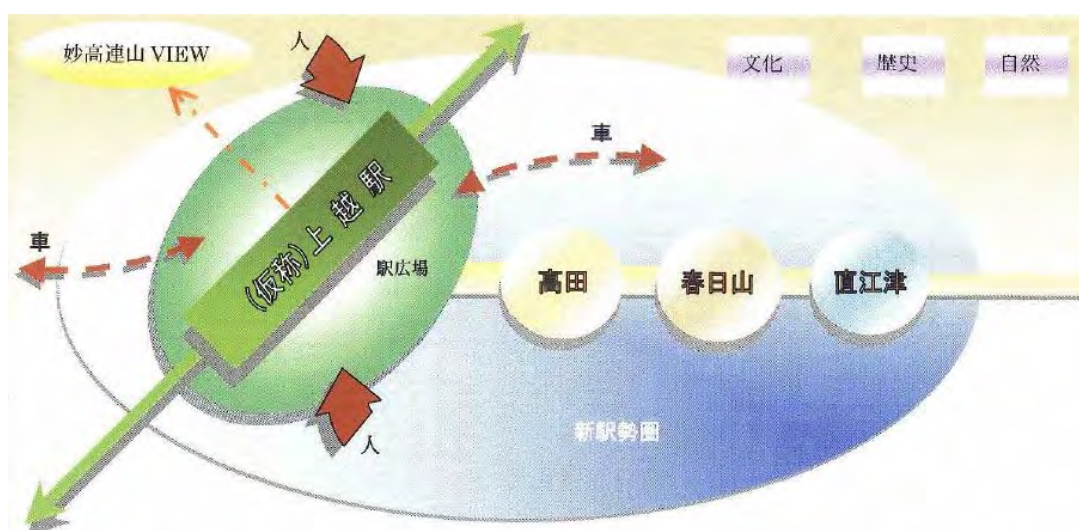 妙高連山 VIEW
人
文化
歴史
自然
車
車
(仮称)上越駅
駅広場
高田
春日山
直江津
新駅勢圏
人